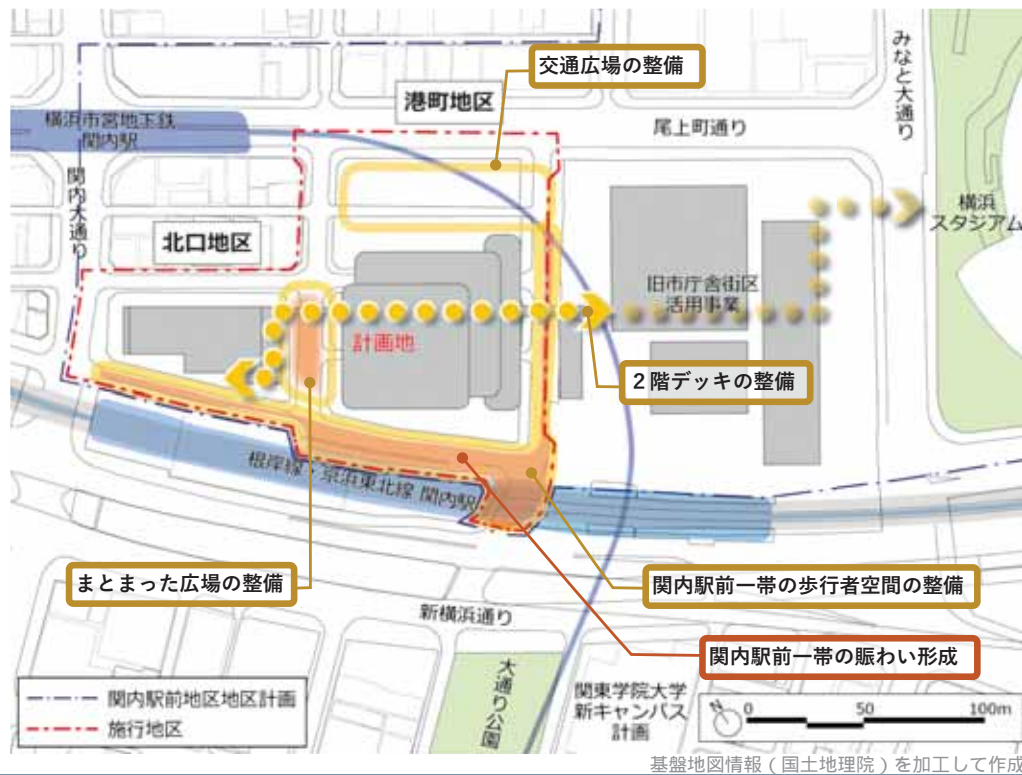 交通広場の整備
みなと大通り
港町地区
横浜市営地下鉄
関内駅
尾上町通り
関内大通り
横浜
スタジアム
北口地区
旧市庁舎街区
活用事業
計画地
2階デッキの整備
根岸線・京浜東北線 関内駅
まとまった広場の整備
関内駅前一帯の歩行者空間の整備
新横浜通り
関内駅前一帯の賑わい形成
大通り公園
関東学院大学
新キャンパス
計画
関内駅前地区地区計画
施行地区
N
0 50 100m
基盤地図情報(国土地理院)を加工して作成